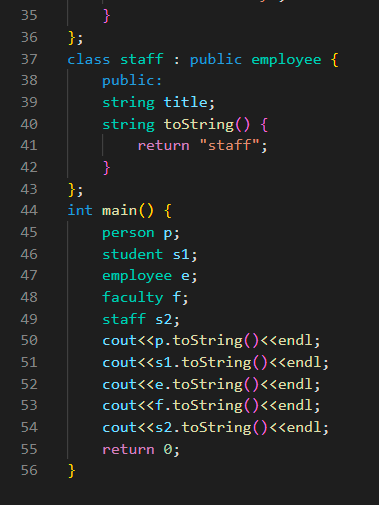 35 }
36 };
37 class staff : public employee {
38 public:
39 string title;
40 string toString() {
41 return "staff";
42 }
43 };
44 int main() {
45 person p;
46 student s1;
47 employee e;
48 faculty f;
49 staff s2;
50 cout<<p.toString()<<endl;
51 cout<<s1.toString()<<endl;
52 cout<<e.toString()<<endl;
53 cout<<f.toString()<<endl;
54 cout<<s2.toString()<<endl;
55 return 0;
56 }